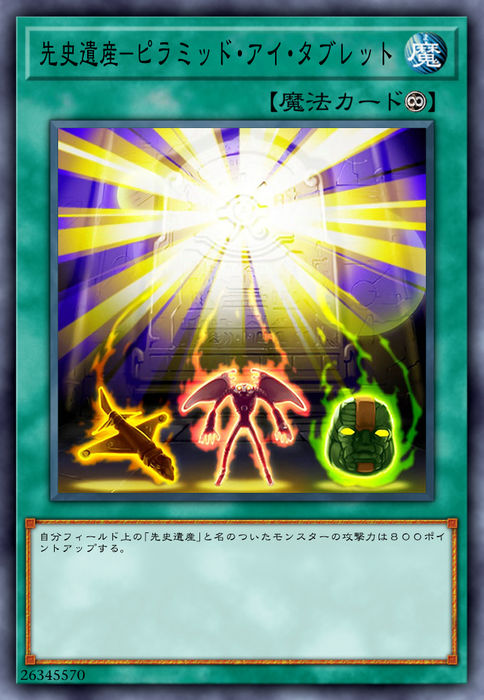 先史遺産－ピラミッド・アイ・タブレット
魔
【魔法カード】
自分フィールド上の「先史遺産」と名のついたモンスターの攻撃力は８００ポイ
ントアップする。
26345570